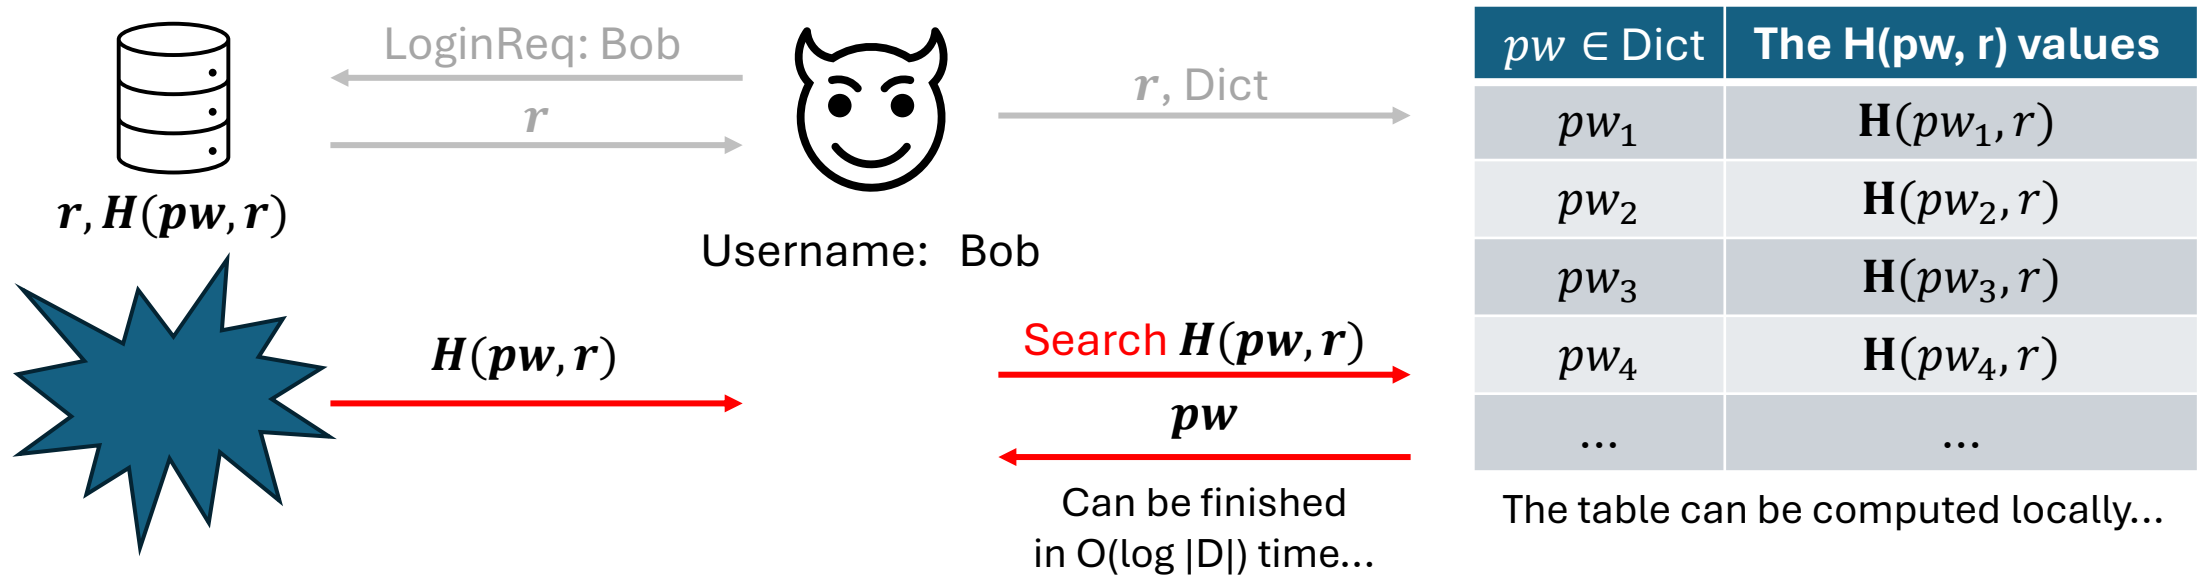 LoginReq: Bob
r
r, H(pw, r)
Username: Bob
r, Dict
H(pw, r)
Search H(pw, r)
pw
Can be finished
in O(log |D|) time...
pw ∈ Dict The H(pw, r) values
pw₁ H(pw₁, r)
pw₂ H(pw₂, r)
pw₃ H(pw₃, r)
pw₄ H(pw₄, r)
... ...
The table can be computed locally...